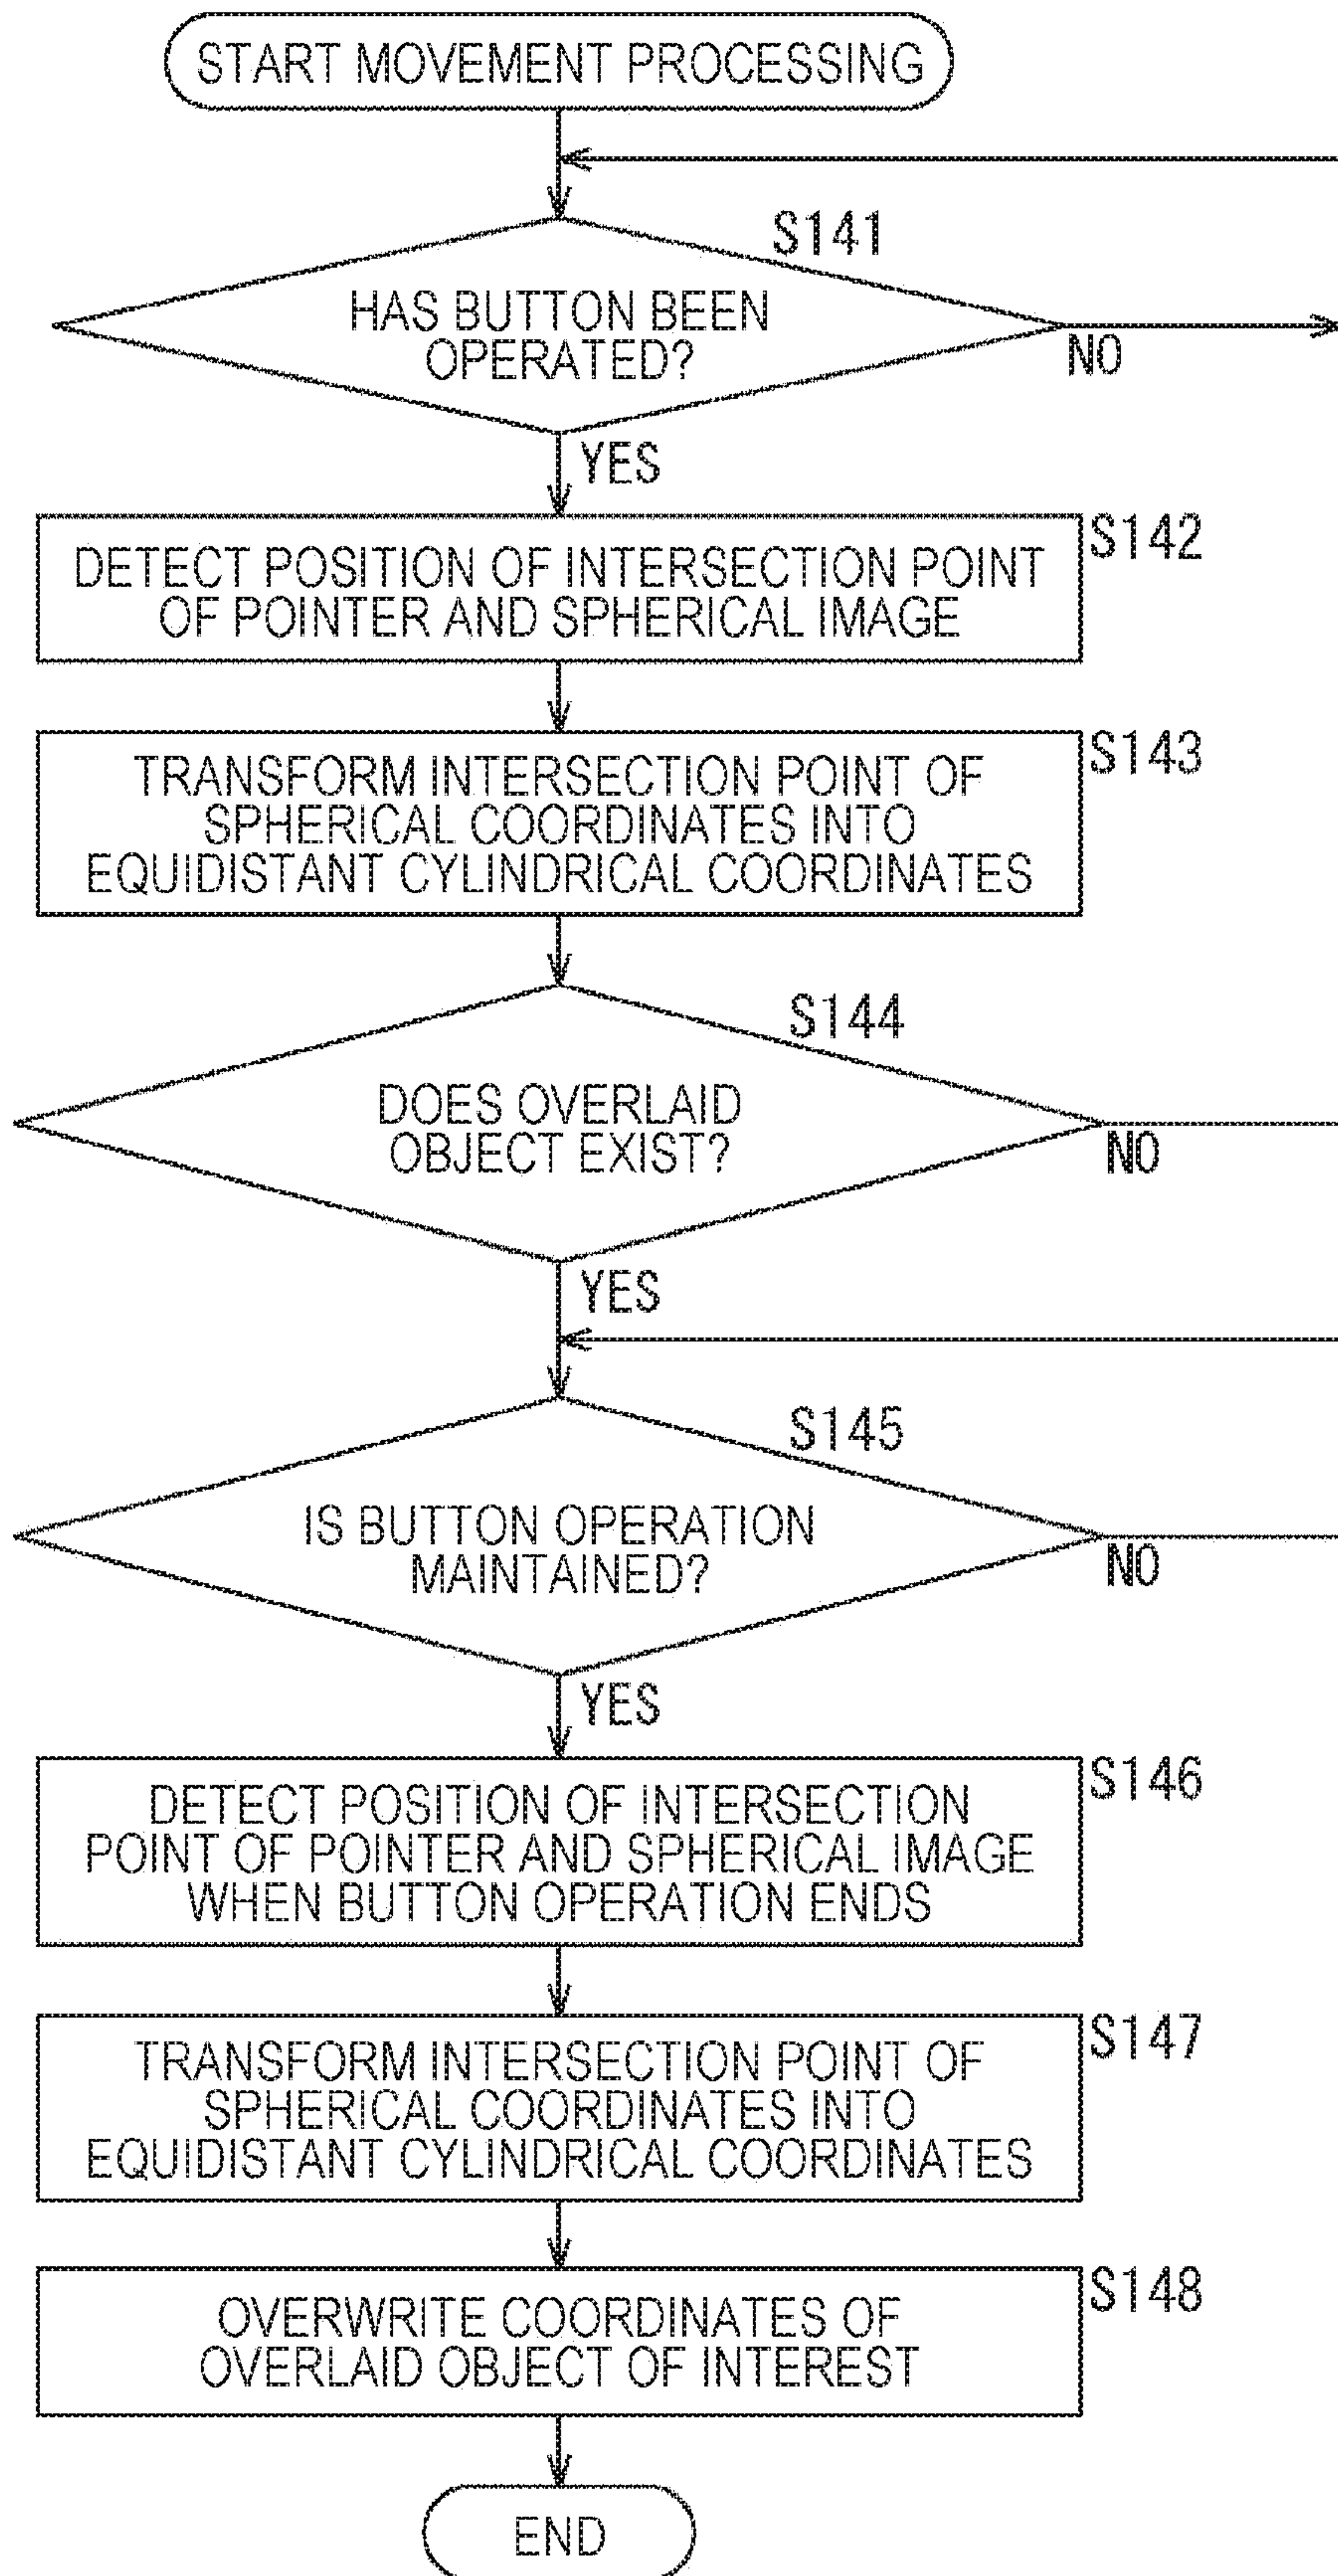 START MOVEMENT PROCESSING
S141
HAS BUTTON BEEN
OPERATED?
NO
YES
S142
DETECT POSITION OF INTERSECTION POINT
OF POINTER AND SPHERICAL IMAGE
S143
TRANSFORM INTERSECTION POINT OF
SPHERICAL COORDINATES INTO
EQUIDISTANT CYLINDRICAL COORDINATES
S144
DOES OVERLAID
OBJECT EXIST?
NO
YES
S145
IS BUTTON OPERATION
MAINTAINED?
NO
YES
S146
DETECT POSITION OF INTERSECTION
POINT OF POINTER AND SPHERICAL IMAGE
WHEN BUTTON OPERATION ENDS
S147
TRANSFORM INTERSECTION POINT OF
SPHERICAL COORDINATES INTO
EQUIDISTANT CYLINDRICAL COORDINATES
S148
OVERWRITE COORDINATES OF
OVERLAID OBJECT OF INTEREST
END